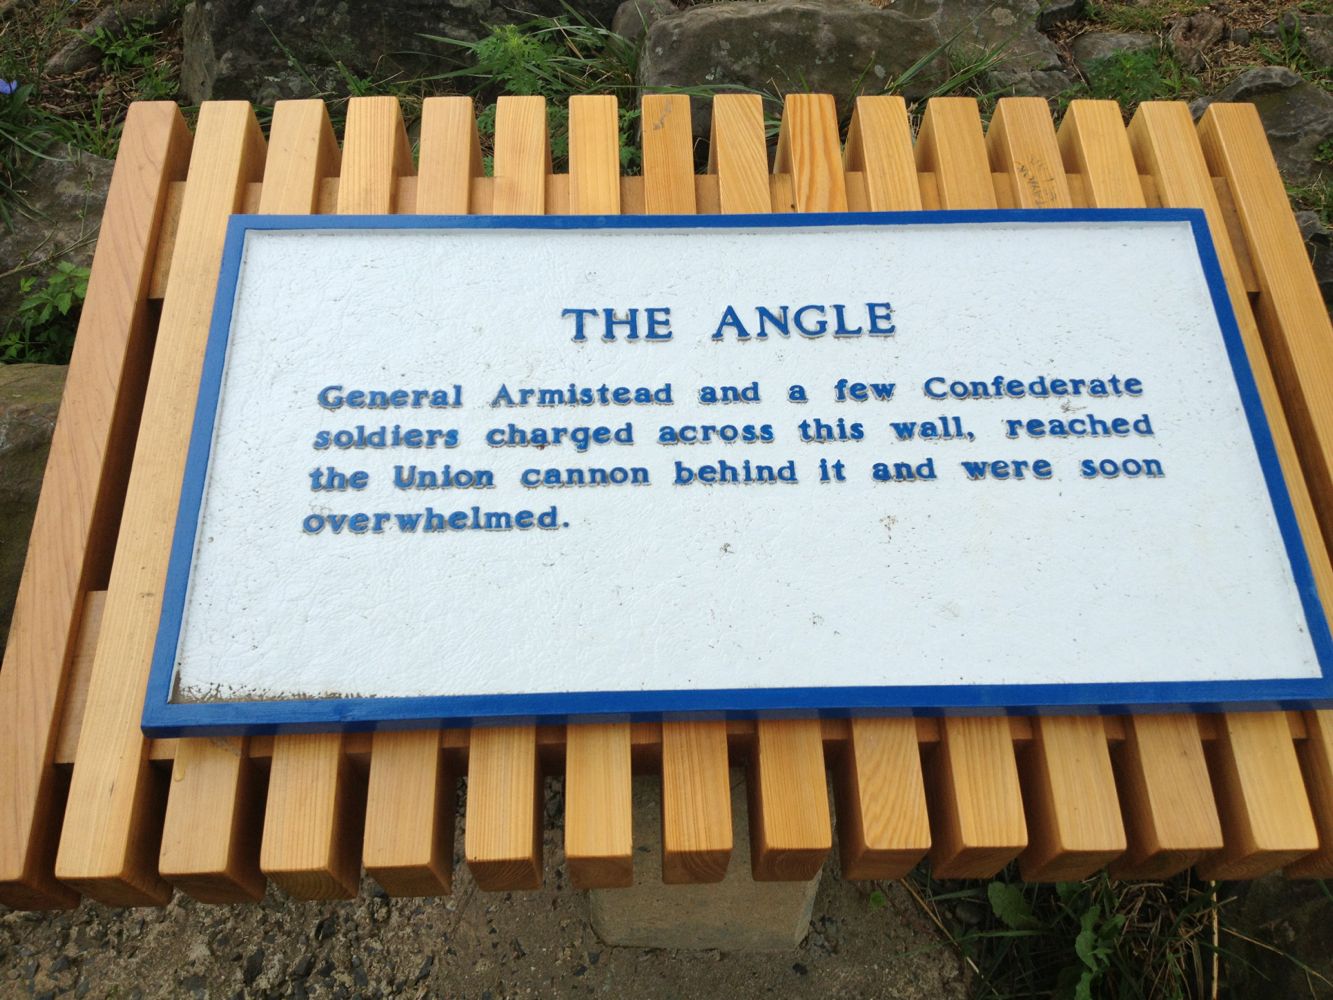 THE ANGLE
General Armistead and a few Confederate
soldiers charged across this wall, reached
the Union cannon behind it and were soon
overwhelmed.